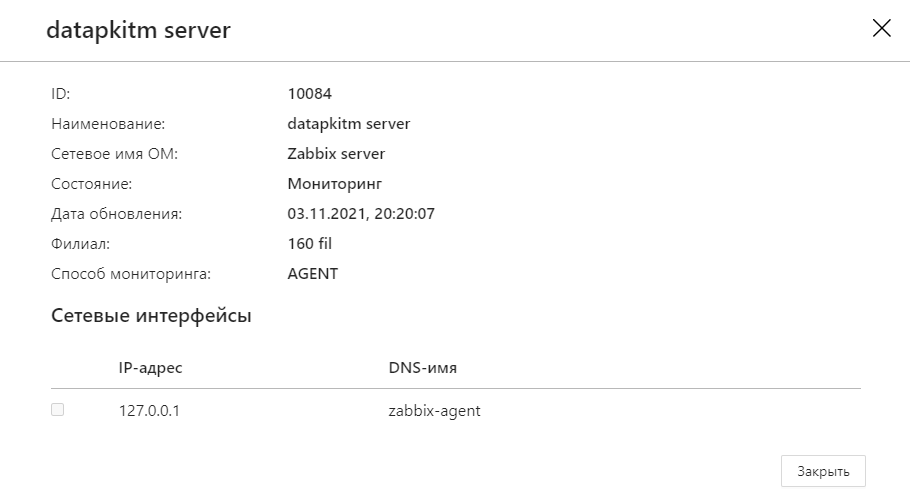 datapkitm server
ID: 10084
Наименование: datapkitm server
Сетевое имя ОМ: Zabbix server
Состояние: Мониторинг
Дата обновления: 03.11.2021, 20:20:07
Филиал: 160 fil
Способ мониторинга: AGENT
Сетевые интерфейсы
IP-адрес DNS-имя
127.0.0.1 zabbix-agent
Закрыть